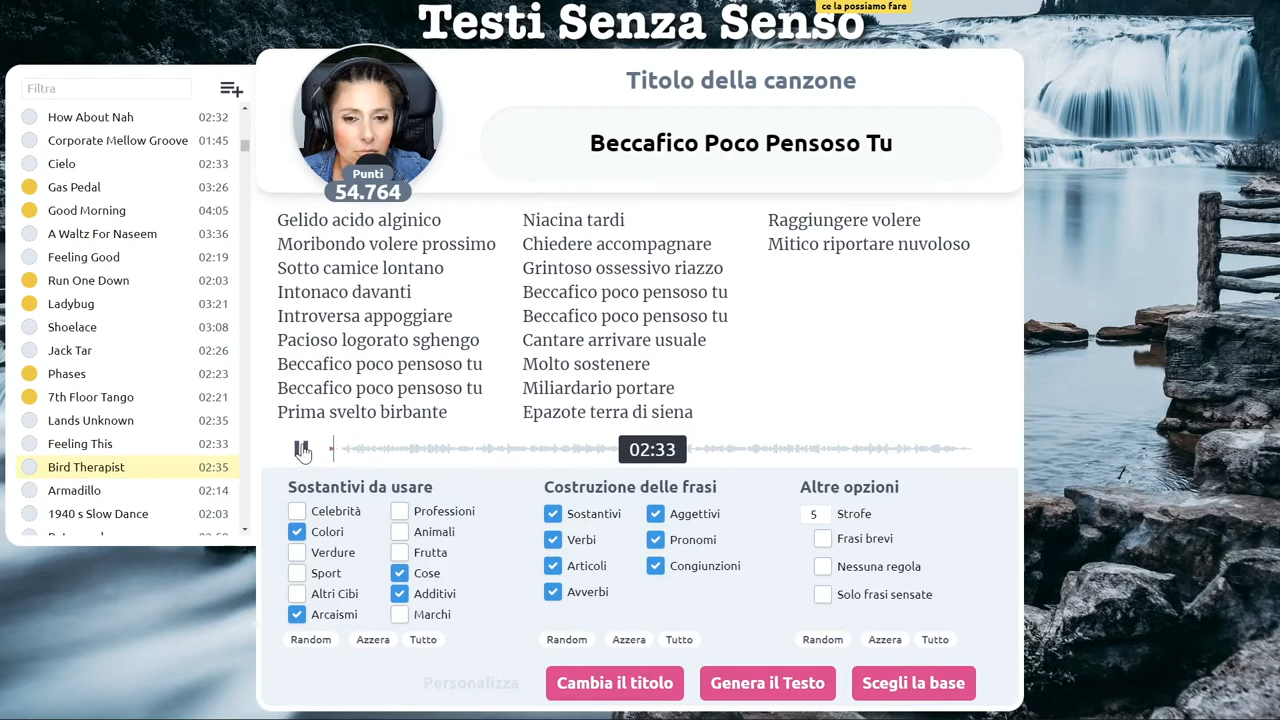 ce la possiamo fare
Testi Senza Senso
Filtra
How About Nah 02:32
Corporate Mellow Groove 01:45
Cielo 02:33
Gas Pedal 03:26
Good Morning 04:05
A Waltz For Naseem 03:36
Feeling Good 02:19
Run One Down 02:03
Ladybug 03:21
Shoelace 03:08
Jack Tar 02:26
Phases 02:23
7th Floor Tango 02:21
Lands Unknown 02:35
Feeling This 02:33
Bird Therapist 02:35
Armadillo 02:14
1940 s Slow Dance 02:03
Punti
54.764
Titolo della canzone
Beccafico Poco Pensoso Tu
Gelido acido alginico
Moribondo volere prossimo
Sotto camice lontano
Intonaco davanti
Introversa appoggiare
Pacioso logorato sghengo
Beccafico poco pensoso tu
Beccafico poco pensoso tu
Prima svelto birbante
Niacina tardi
Chiedere accompagnare
Grintoso ossessivo riazzo
Beccafico poco pensoso tu
Beccafico poco pensoso tu
Cantare arrivare usuale
Molto sostenere
Miliardario portare
Epazote terra di siena
Raggiungere volere
Mitico riportare nuvoloso
02:33
Sostantivi da usare
Celebrità Professioni
Colori Animali
Verdure Frutta
Sport Cose
Altri Cibi Additivi
Arcaismi Marchi
Random Azzera Tutto
Costruzione delle frasi
Sostantivi Aggettivi
Verbi Pronomi
Articoli Congiunzioni
Avverbi
Random Azzera Tutto
Altre opzioni
5 Strofe
Frasi brevi
Nessuna regola
Solo frasi sensate
Random Azzera Tutto
Personalizza
Cambia il titolo
Genera il Testo
Scegli la base